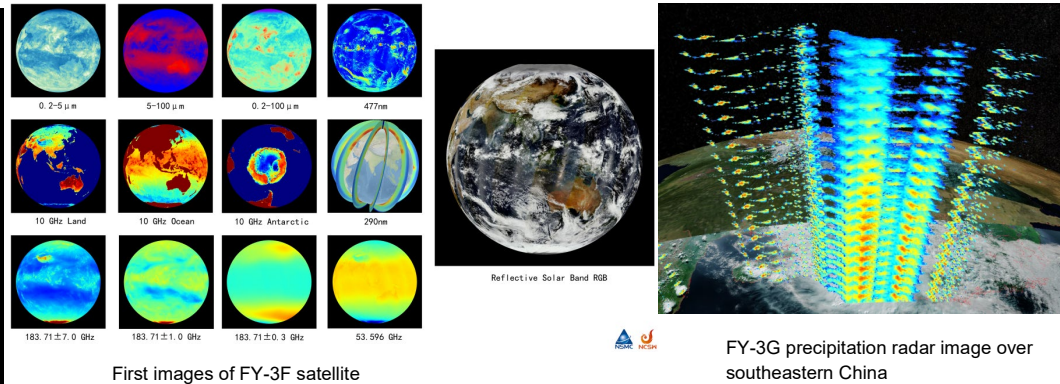 0.2-5μm
5-100μm
0.2-100μm
477nm
10 GHz Land
10 GHz Ocean
10 GHz Antarctic
290nm
183.71±7.0 GHz
183.71±1.0 GHz
183.71±0.3 GHz
53.596 GHz
First images of FY-3F satellite
Reflective Solar Band RGB
NSMC
NCSW
FY-3G precipitation radar image over
southeastern China